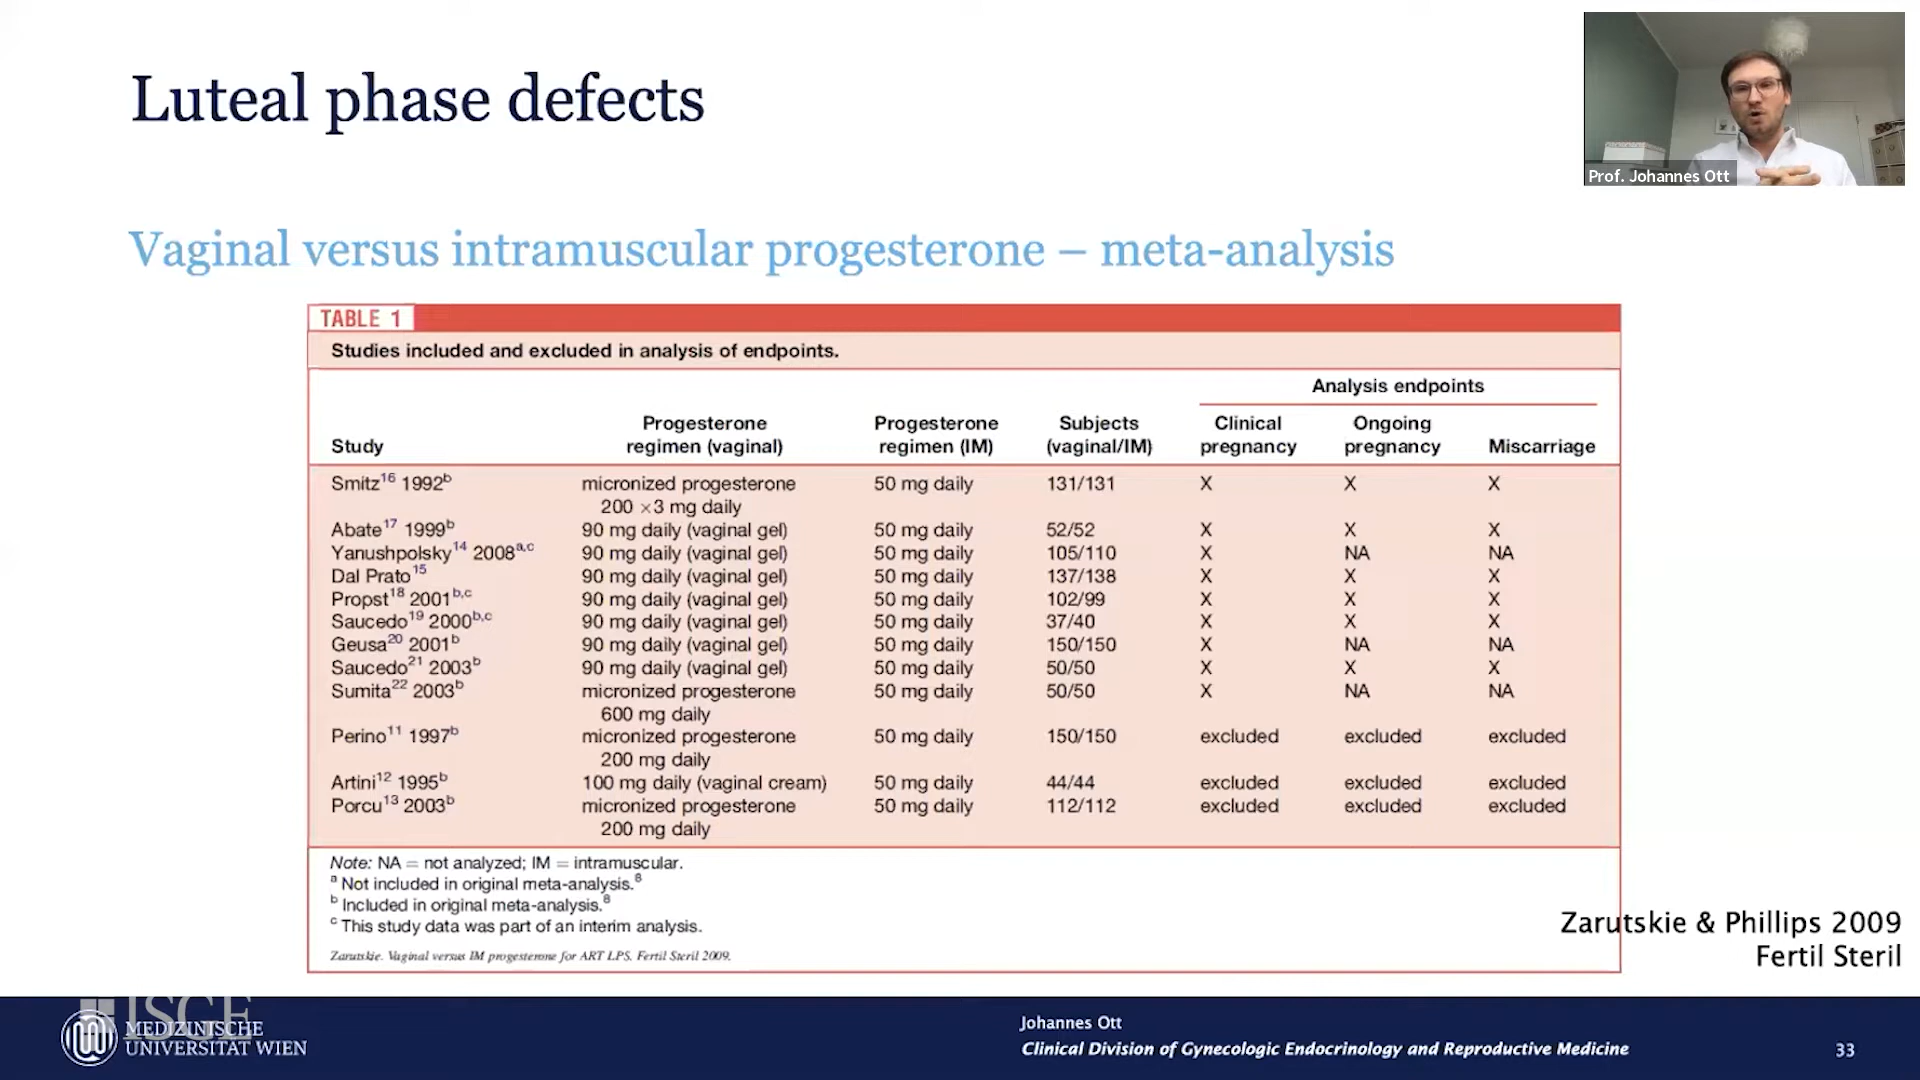 Luteal phase defects
Prof. Johannes Ott
Vaginal versus intramuscular progesterone – meta-analysis
TABLE 1
Studies included and excluded in analysis of endpoints.
Analysis endpoints
Study Progesterone regimen (vaginal) Progesterone regimen (IM) Subjects (vaginal/IM) Clinical pregnancy Ongoing pregnancy Miscarriage
Smitz16 1992b micronized progesterone 50 mg daily 131/131 X X X
200 ×3 mg daily
Abate17 1999b 90 mg daily (vaginal gel) 50 mg daily 52/52 X X X
Yanushpolsky14 2008a,c 90 mg daily (vaginal gel) 50 mg daily 105/110 X NA NA
Dal Prato15 90 mg daily (vaginal gel) 50 mg daily 137/138 X X X
Propst18 2001b,c 90 mg daily (vaginal gel) 50 mg daily 102/99 X X X
Saucedo19 2000b,c 90 mg daily (vaginal gel) 50 mg daily 37/40 X X X
Geusa20 2001b 90 mg daily (vaginal gel) 50 mg daily 150/150 X NA NA
Saucedo21 2003b 90 mg daily (vaginal gel) 50 mg daily 50/50 X X X
Sumita22 2003b micronized progesterone 50 mg daily 50/50 X NA NA
600 mg daily
Perino11 1997b micronized progesterone 50 mg daily 150/150 excluded excluded excluded
200 mg daily
Artini12 1995b 100 mg daily (vaginal cream) 50 mg daily 44/44 excluded excluded excluded
Porcu13 2003b micronized progesterone 50 mg daily 112/112 excluded excluded excluded
200 mg daily
Note: NA = not analyzed; IM = intramuscular.
a Not included in original meta-analysis.8
b Included in original meta-analysis.8
c This study data was part of an interim analysis.
Zarutskie. Vaginal versus IM progesterone for ART LPS. Fertil Steril 2009.
Zarutskie & Phillips 2009
Fertil Steril
ISGE
MEDIZINISCHE
UNIVERSITÄT WIEN
Johannes Ott
Clinical Division of Gynecologic Endocrinology and Reproductive Medicine
33